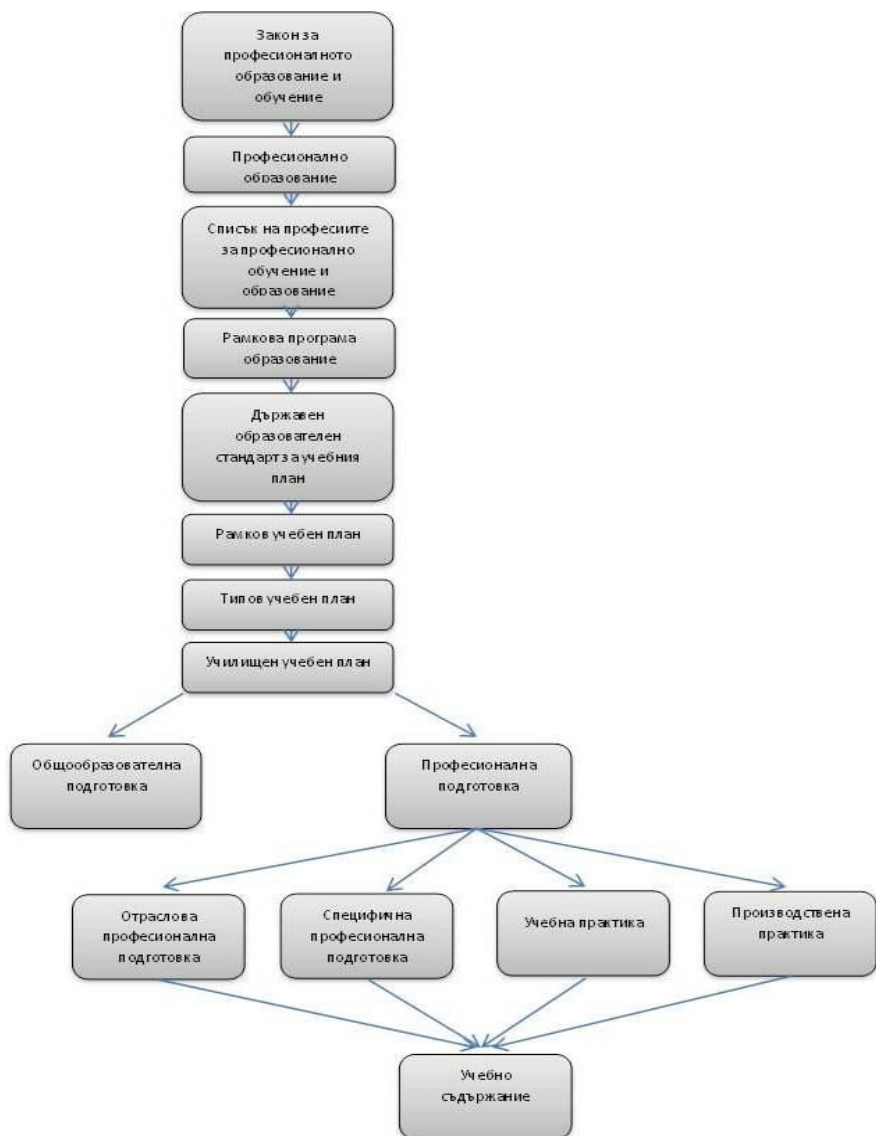 Закон за
професионалното
образование и
обучение
Професионално
образование
Списък на професиите
за професионално
обучение и
образование
Рамкова програма
образование
Държавен
образователен
стандарт за учебния
план
Рамков учебен план
Типов учебен план
Училищен учебен план
Общообразователна
подготовка
Професионална
подготовка
Отраслова
професионална
подготовка
Специфична
професионална
подготовка
Учебна практика
Производствена
практика
Учебно
съдържание